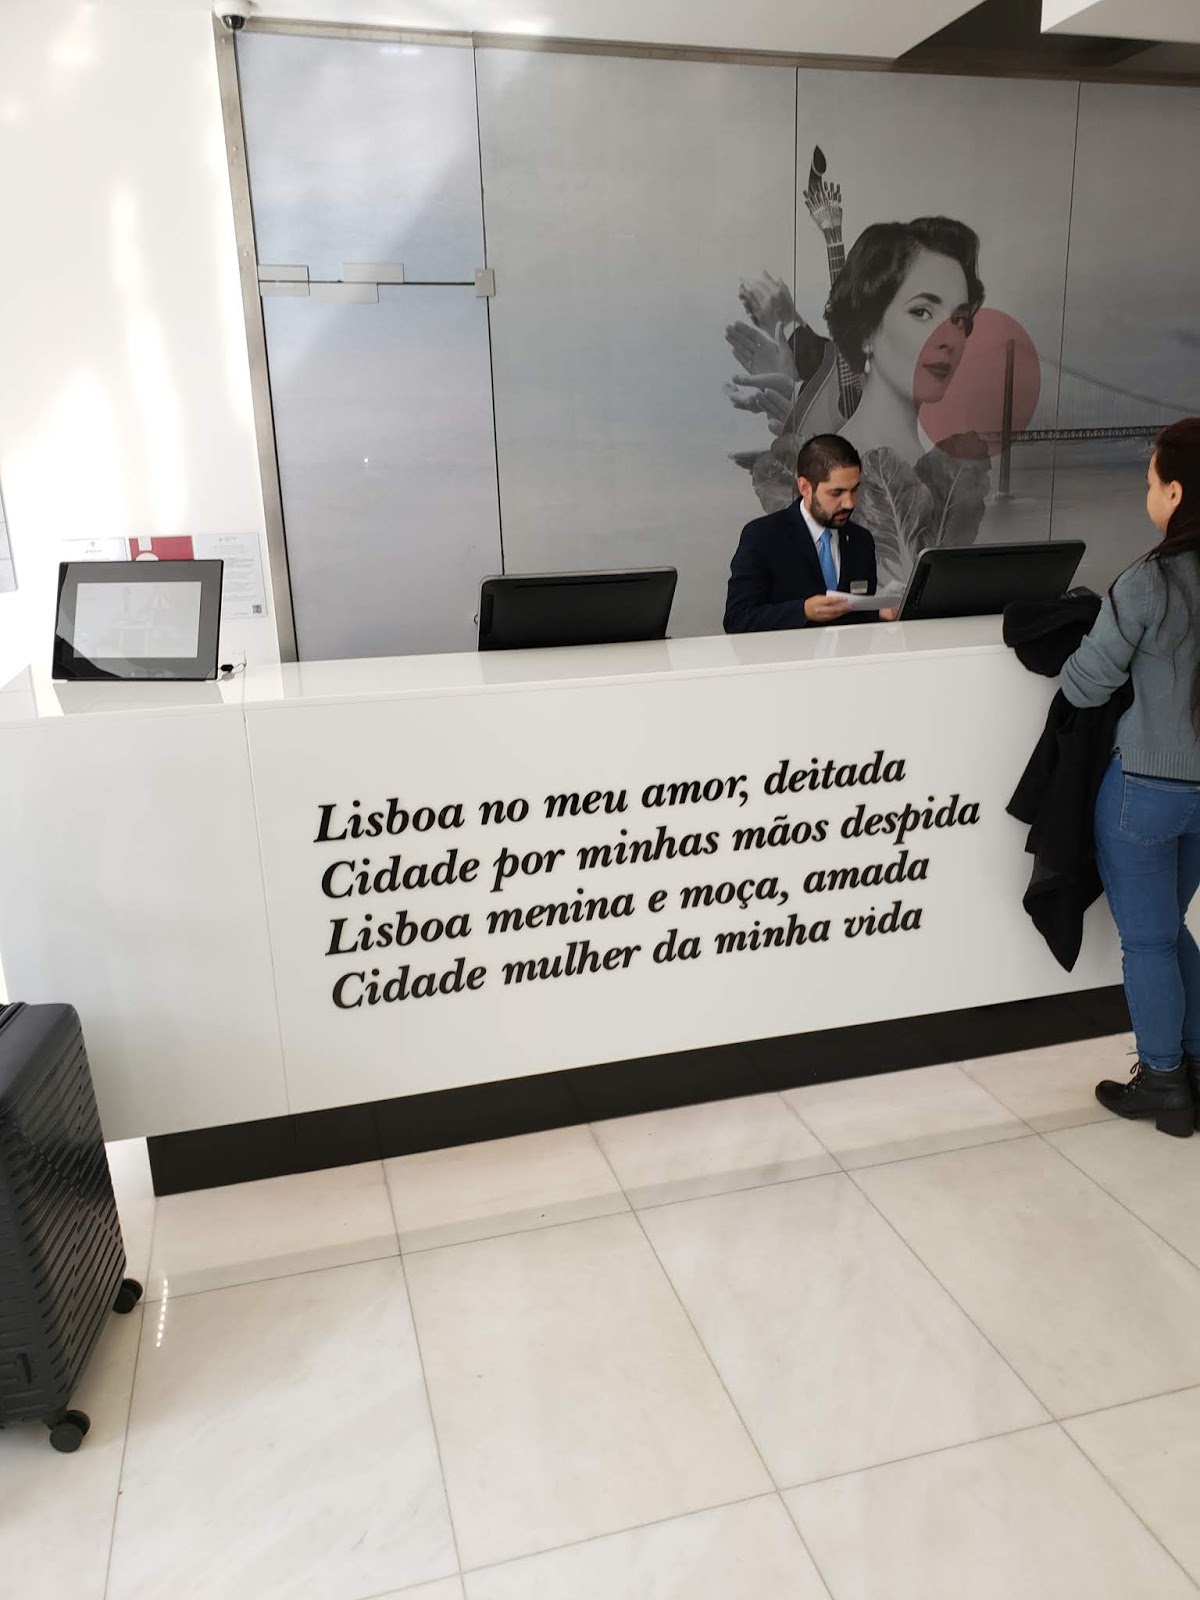 Lisboa no meu amor, deitada
Cidade por minhas mãos despida
Lisboa menina e moça, amada
Cidade mulher da minha vida